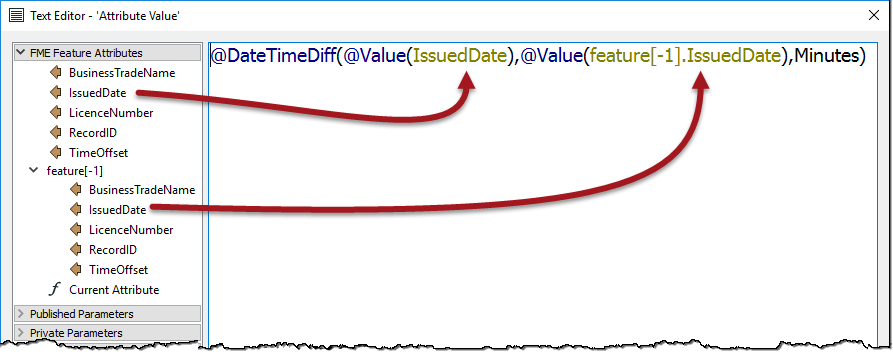 Text Editor - 'Attribute Value'
FME Feature Attributes
@DateTimeDiff(@Value(IssuedDate),@Value(feature[-1].IssuedDate),Minutes)
BusinessTradeName
IssuedDate
LicenceNumber
RecordID
TimeOffset
feature[-1]
BusinessTradeName
IssuedDate
LicenceNumber
RecordID
TimeOffset
f Current Attribute
Published Parameters
Private Parameters